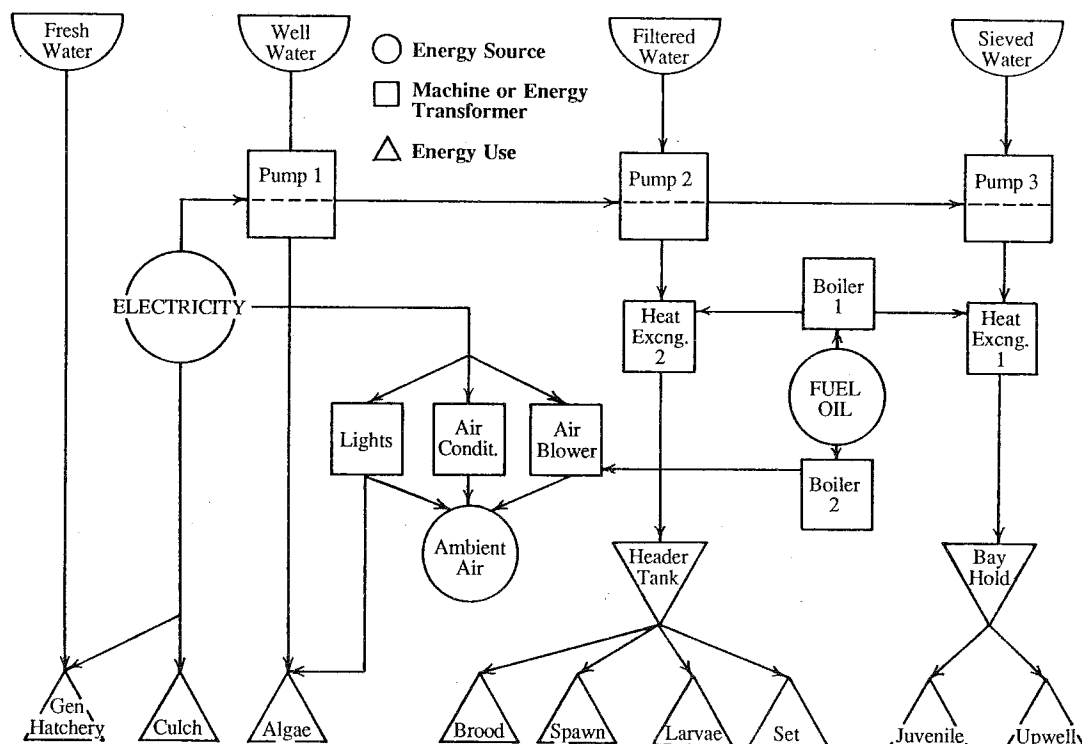 Fresh
Water
Well
Water
Filtered
Water
Sieved
Water
Energy Source
Machine or Energy
Transformer
Energy Use
Pump 1
Pump 2
Pump 3
ELECTRICITY
Boiler
1
Heat
Excng.
2
Heat
Excng.
1
FUEL
OIL
Lights
Air
Condit.
Air
Blower
Boiler
2
Ambient
Air
Header
Tank
Bay
Hold
Gen
Hatchery
Culch
Algae
Brood
Spawn
Larvae
Set
Juvenile
Upwell